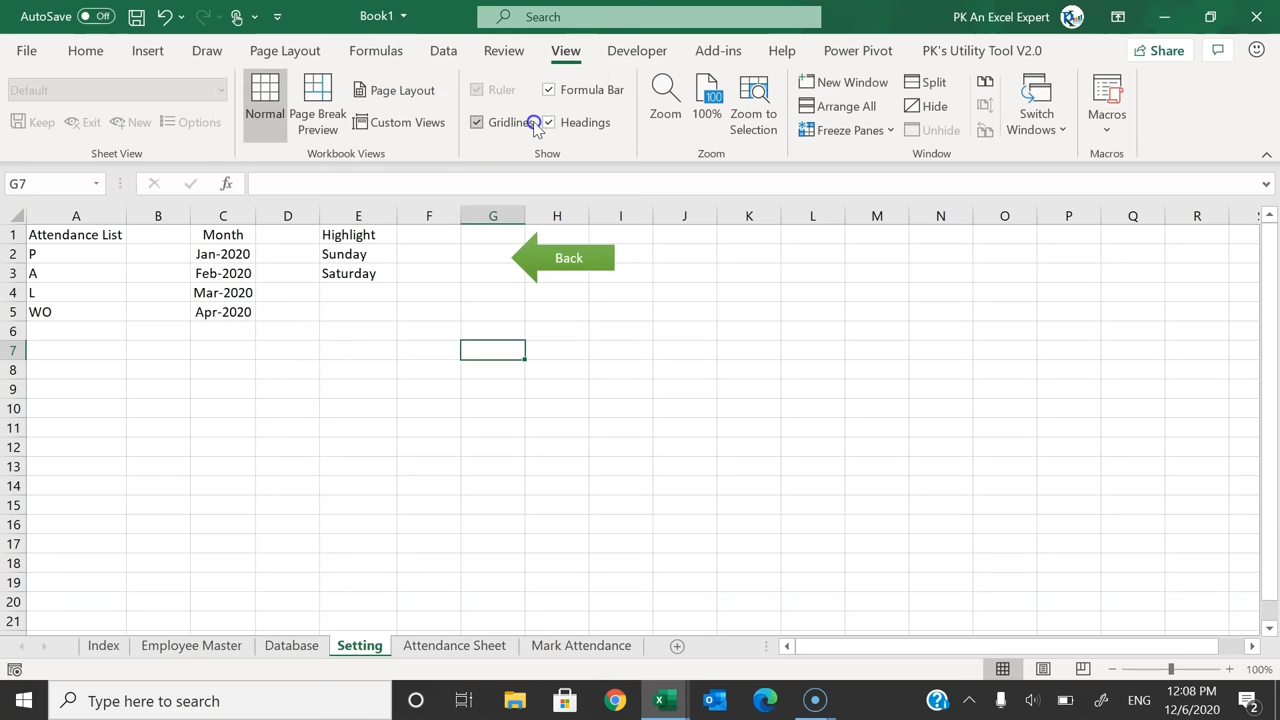 AutoSave Off Book1 Search PK An Excel Expert
File Home Insert Draw Page Layout Formulas Data Review View Developer Add-ins Help Power Pivot PK's Utility Tool V2.0 Share
Default
Keep Exit New Options
Sheet View
Normal
Page Break Preview
Page Layout
Custom Views
Workbook Views
Ruler Formula Bar
Gridlines Headings
Show
Zoom
100
100%
Zoom to Selection
Zoom
New Window Split
Arrange All Hide
Freeze Panes Unhide
Switch Windows
Window
Macros
Macros
G7 fx
A B C D E F G H I J K L M N O P Q R
1 Attendance List Month Highlight
2 P Jan-2020 Sunday
Back
3 A Feb-2020 Saturday
4 L Mar-2020
5 WO Apr-2020
6
7
8
9
10
11
12
13
14
15
16
17
18
19
20
21
Index Employee Master Database Setting Attendance Sheet Mark Attendance
100%
Type here to search
ENG
12:08 PM
12/6/2020
2